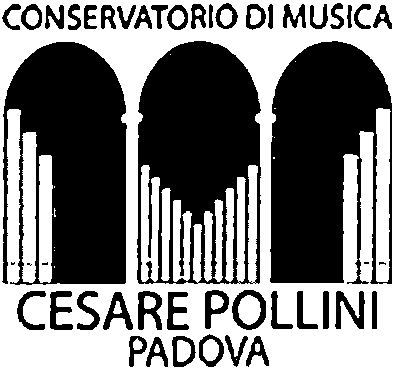 CONSERVATORIO DI MUSICA
CESARE POLLINI
PADOVA